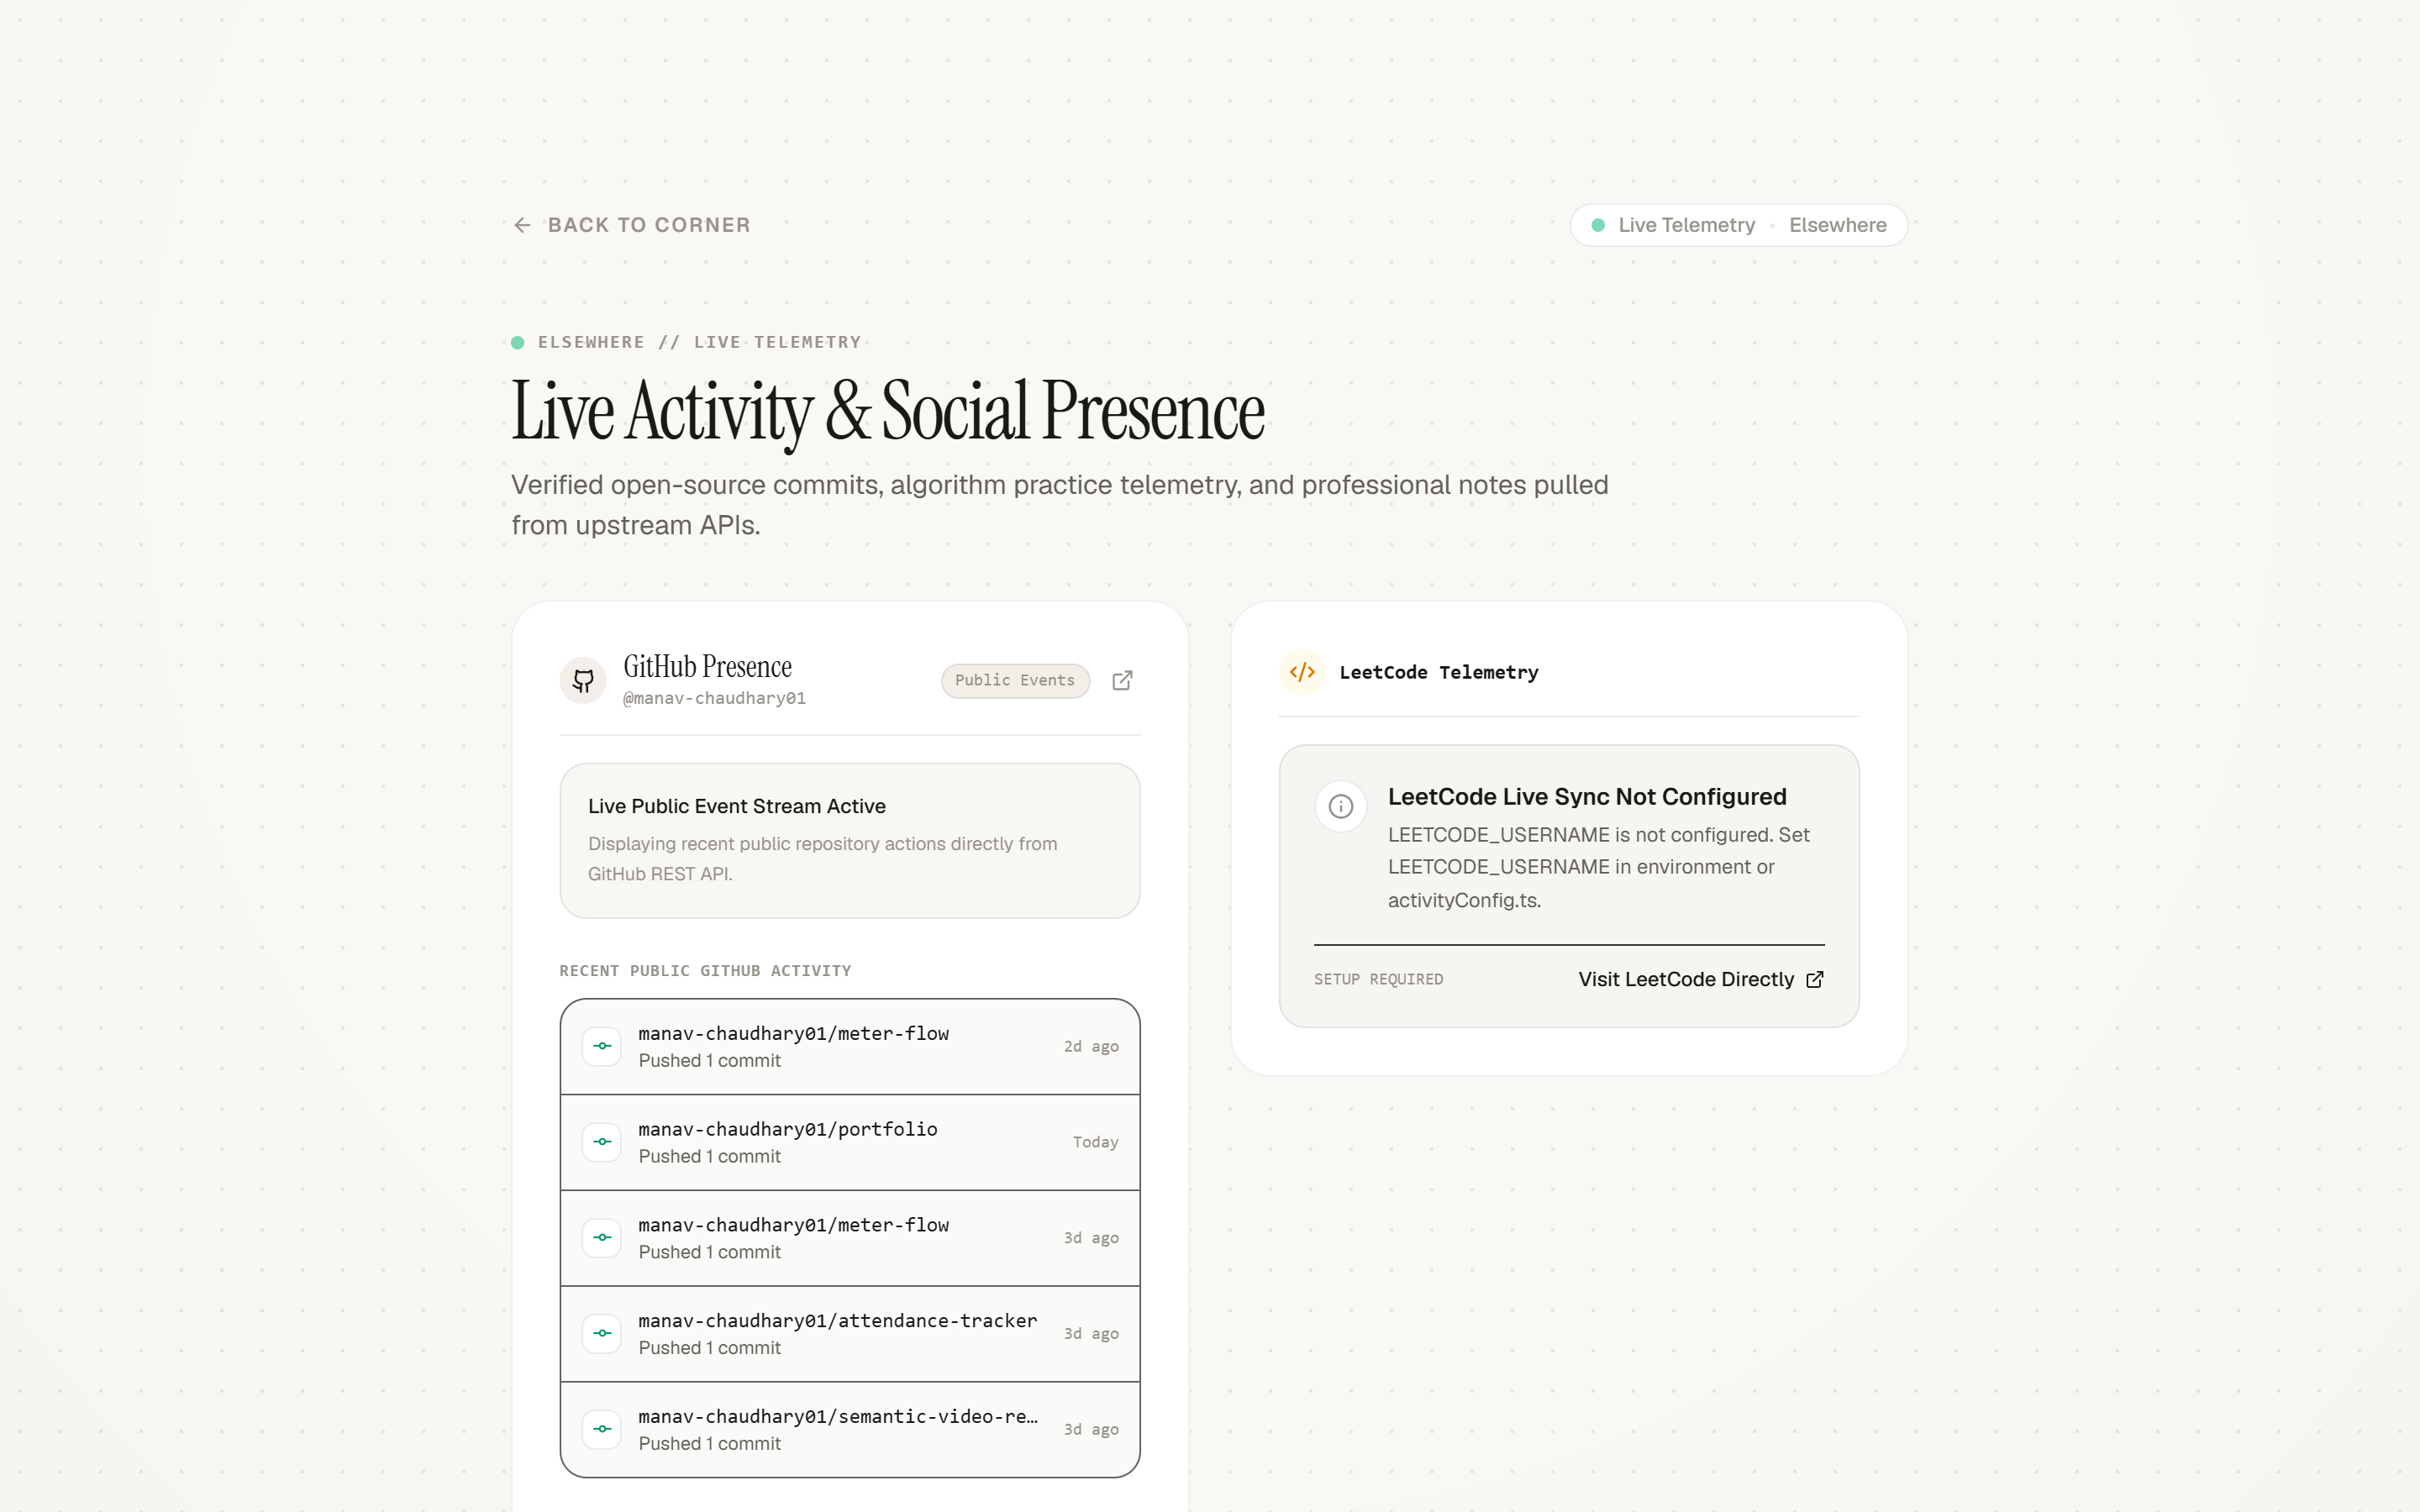 BACK TO CORNER
Live Telemetry • Elsewhere
ELSEWHERE // LIVE TELEMETRY
Live Activity & Social Presence
Verified open-source commits, algorithm practice telemetry, and professional notes pulled
from upstream APIs.
GitHub Presence
@manav-chaudhary01
Public Events
Live Public Event Stream Active
Displaying recent public repository actions directly from
GitHub REST API.
RECENT PUBLIC GITHUB ACTIVITY
manav-chaudhary01/meter-flow
Pushed 1 commit
2d ago
manav-chaudhary01/portfolio
Pushed 1 commit
Today
manav-chaudhary01/meter-flow
Pushed 1 commit
3d ago
manav-chaudhary01/attendance-tracker
Pushed 1 commit
3d ago
manav-chaudhary01/semantic-video-re…
Pushed 1 commit
3d ago
LeetCode Telemetry
LeetCode Live Sync Not Configured
LEETCODE_USERNAME is not configured. Set
LEETCODE_USERNAME in environment or
activityConfig.ts.
SETUP REQUIRED
Visit LeetCode Directly